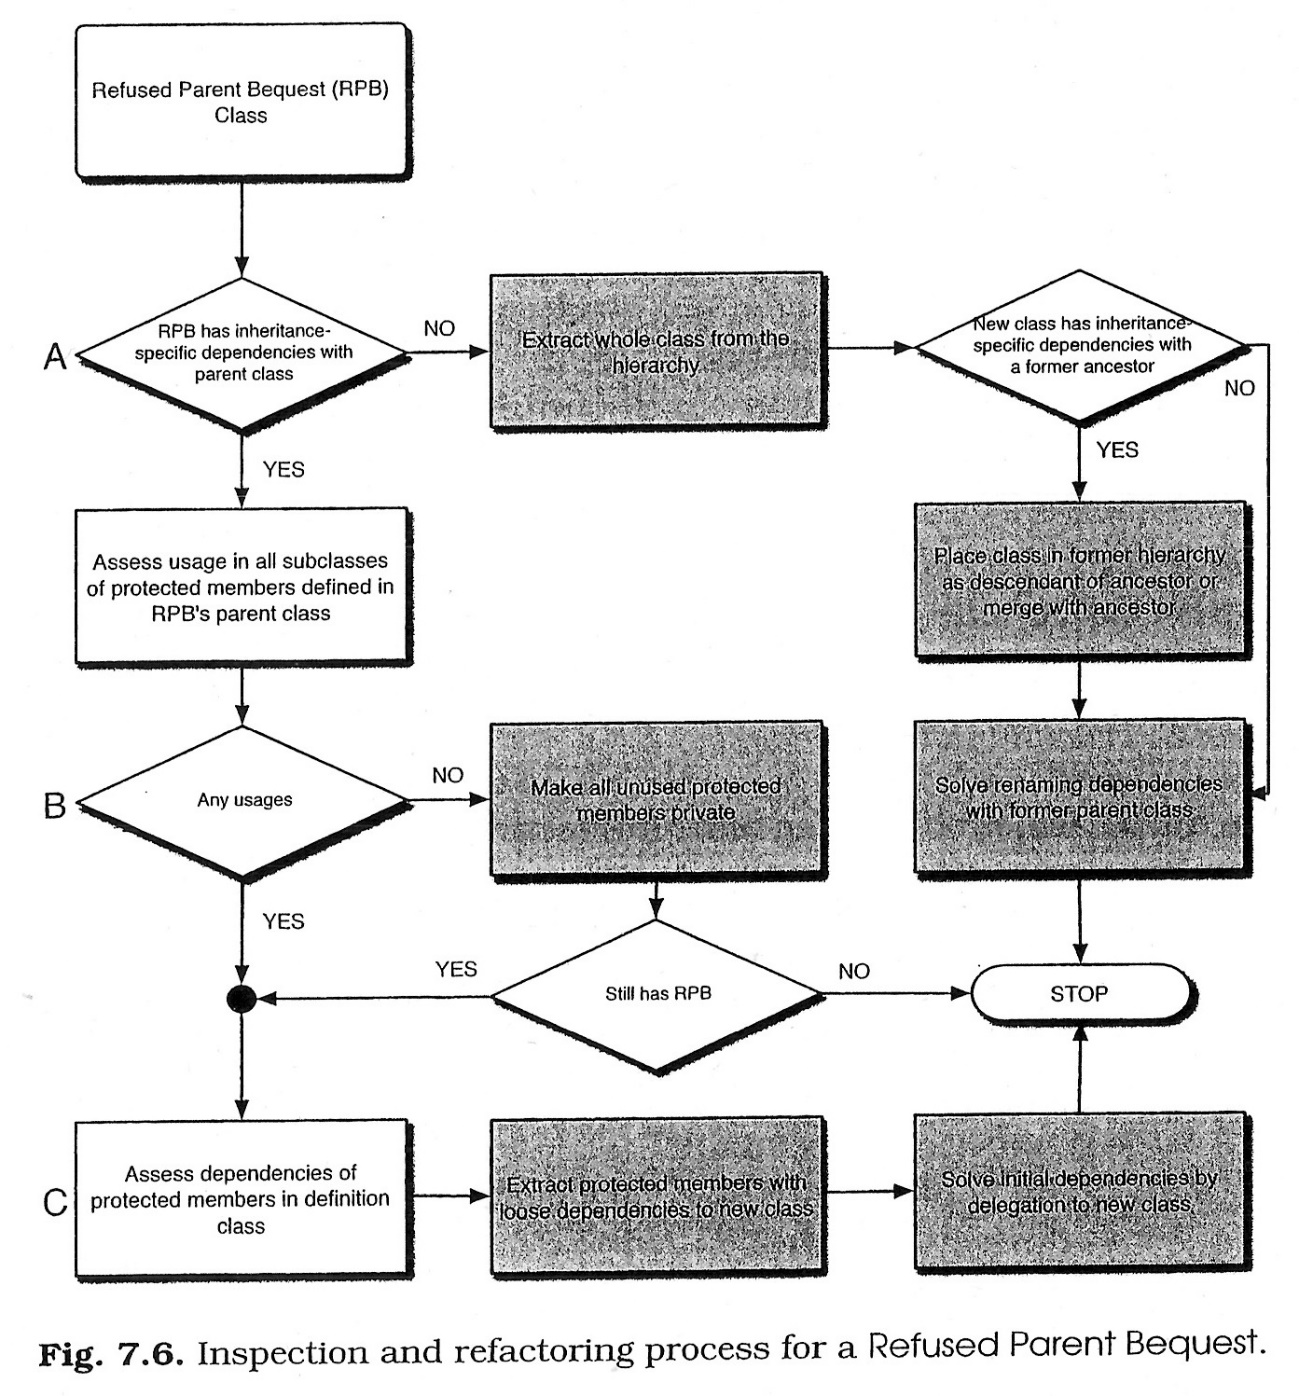 Refused Parent Bequest (RPB)
Class
A
RPB has inheritance-
specific dependencies with
parent class
NO
Extract whole class from the
hierarchy
New class has inheritance-
specific dependencies with
a former ancestor
NO
YES
YES
Assess usage in all subclasses
of protected members defined in
RPB's parent class
Place class in former hierarchy
as descendant of ancestor or
merge with ancestor
B
Any usages
NO
Make all unused protected
members private
Solve renaming dependencies
with former parent class
YES
YES
Still has RPB
NO
STOP
C
Assess dependencies of
protected members in definition
class
Extract protected members with
loose dependencies to new class
Solve initial dependencies by
delegation to new class
Fig. 7.6. Inspection and refactoring process for a Refused Parent Bequest.